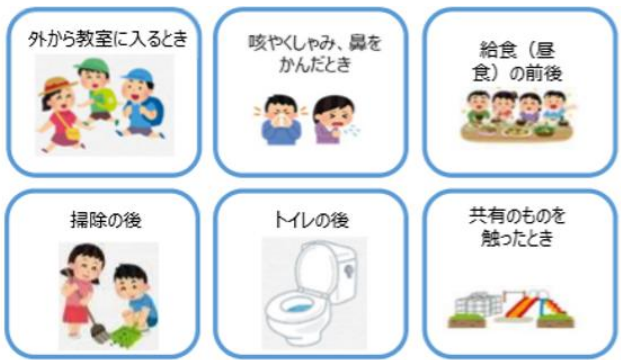 外から教室に入るとき
咳やくしゃみ、鼻を
かんだとき
給食（昼
食）の前後
掃除の後
トイレの後
共有のものを
触ったとき